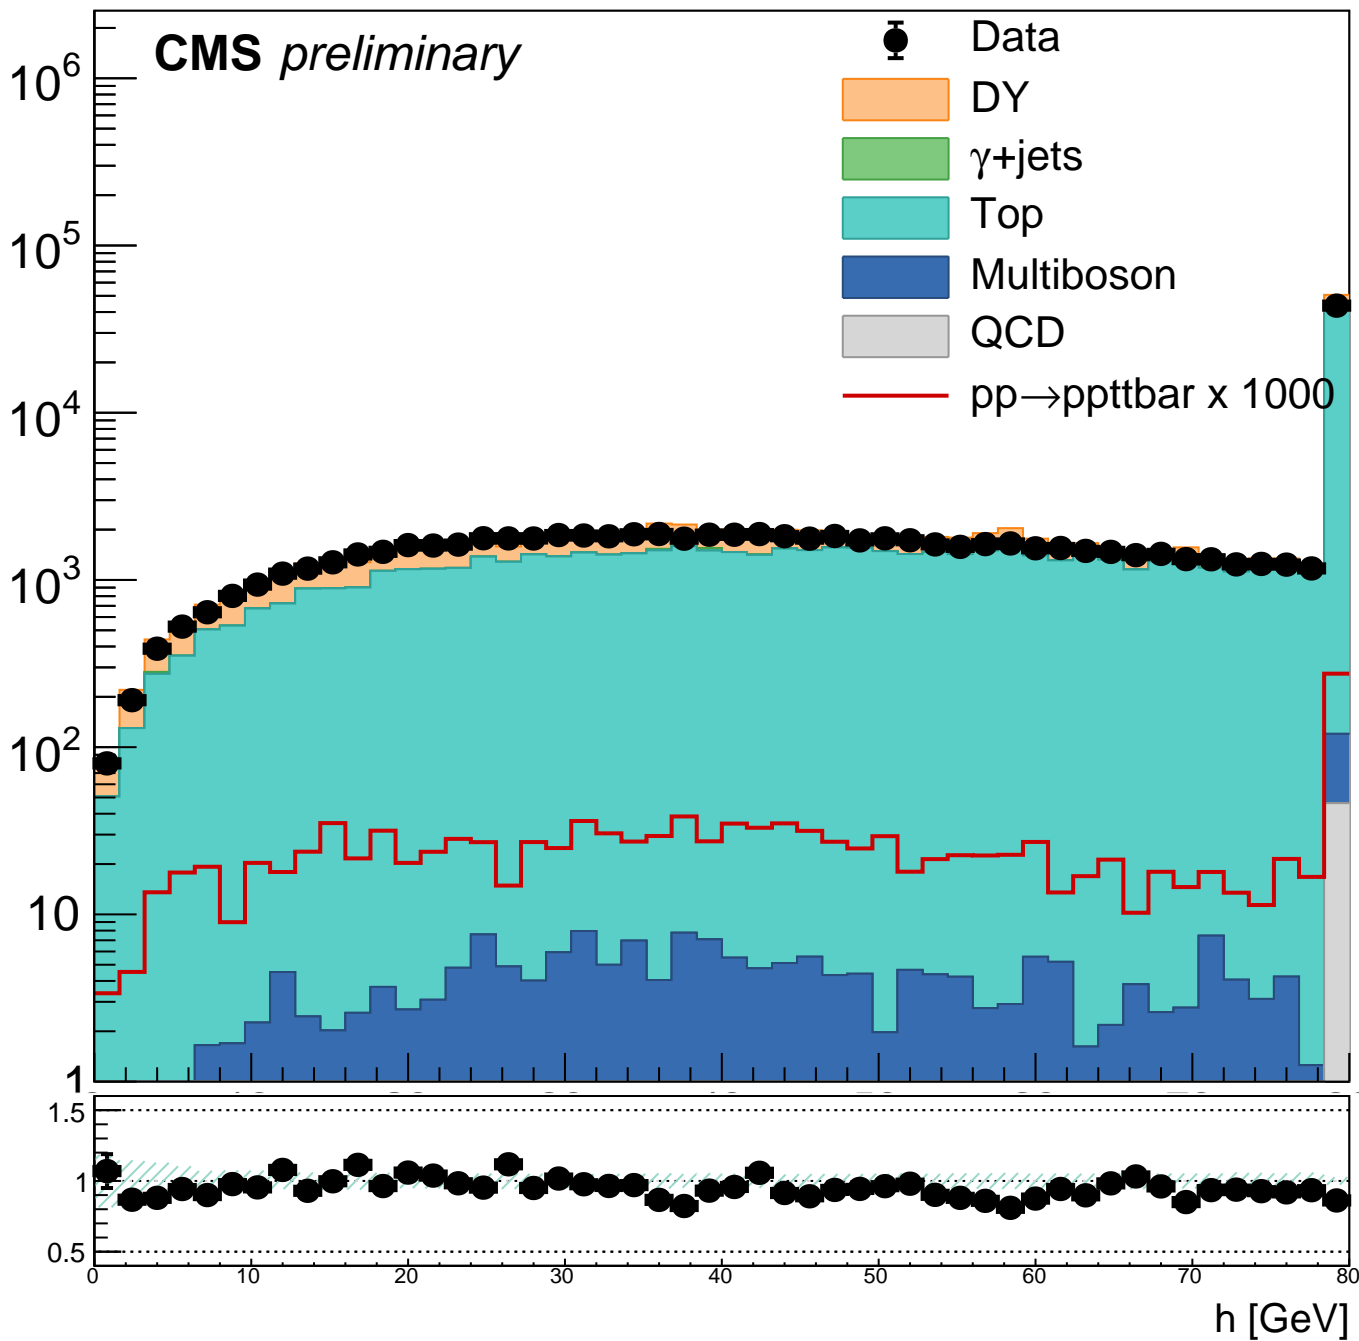 CMS preliminary
Data
DY
γ+jets
Top
Multiboson
QCD
pp→ppttbar x 1000
10^6
10^5
10^4
10^3
10^2
10
1
1.5
1
0.5
0 10 20 30 40 50 60 70 80
h [GeV]